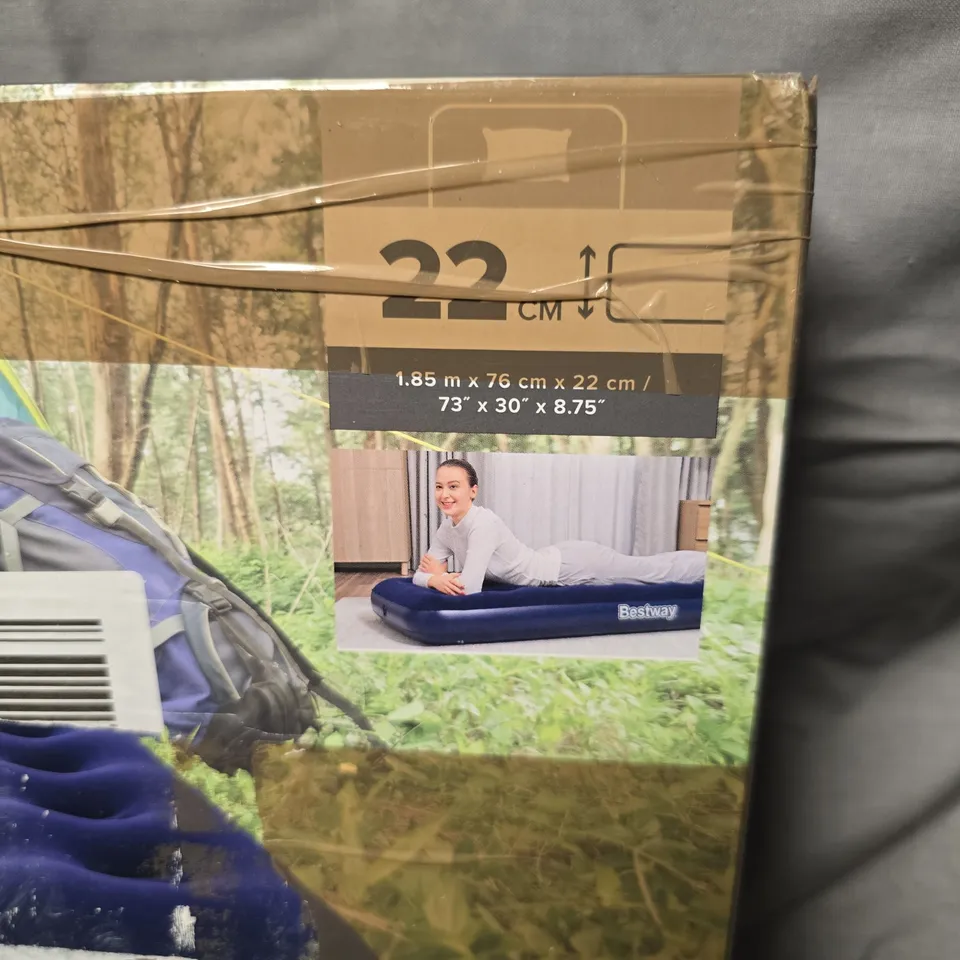 22 CM
1.85 m x 76 cm x 22 cm /
73″ x 30″ x 8.75″
Bestway